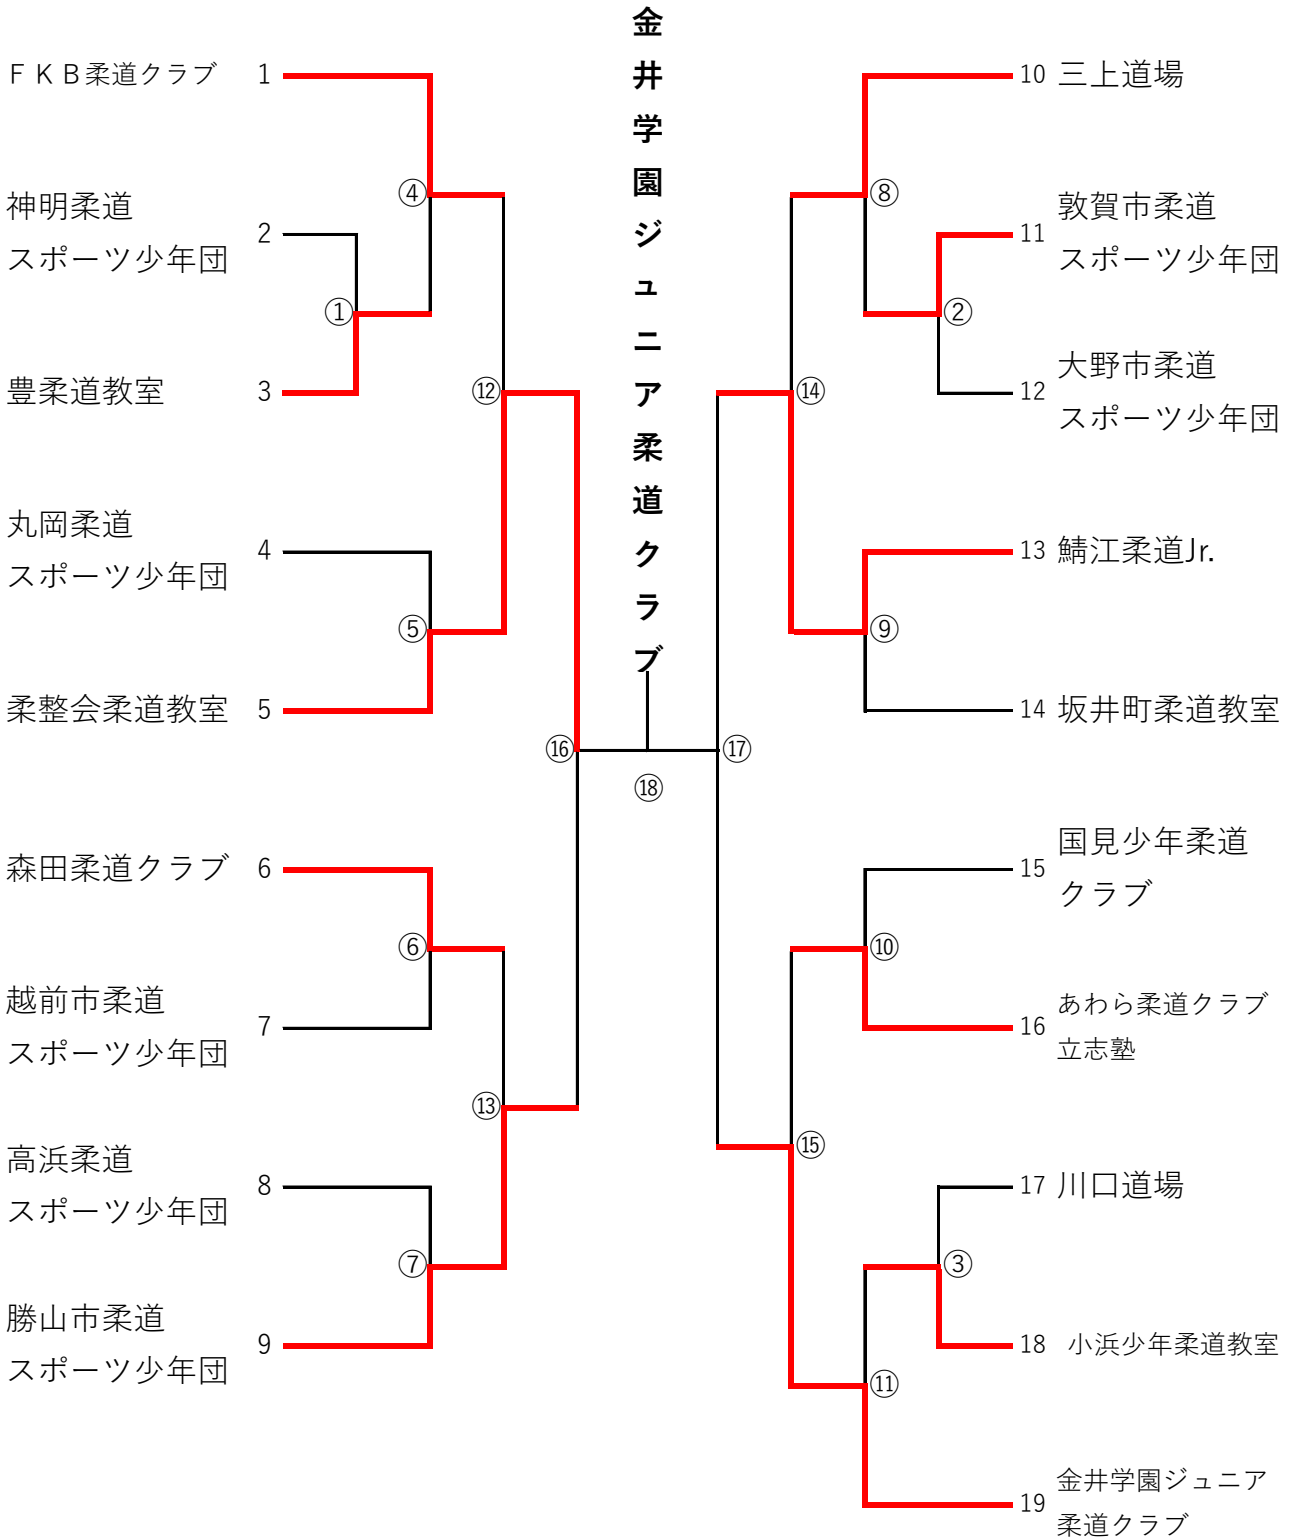 金井学園ジュニア柔道クラブ
ＦＫＢ柔道クラブ 1
神明柔道
スポーツ少年団 2
豊柔道教室 3
丸岡柔道
スポーツ少年団 4
柔整会柔道教室 5
森田柔道クラブ 6
越前市柔道
スポーツ少年団 7
高浜柔道
スポーツ少年団 8
勝山市柔道
スポーツ少年団 9
④
①
⑫
⑤
⑯
⑥
⑬
⑦
⑱
⑰
⑧
②
⑭
⑨
⑩
⑮
③
⑪
10 三上道場
11 敦賀市柔道
スポーツ少年団
12 大野市柔道
スポーツ少年団
13 鯖江柔道Jr.
14 坂井町柔道教室
15 国見少年柔道
クラブ
16 あわら柔道クラブ
立志塾
17 川口道場
18 小浜少年柔道教室
19 金井学園ジュニア
柔道クラブ